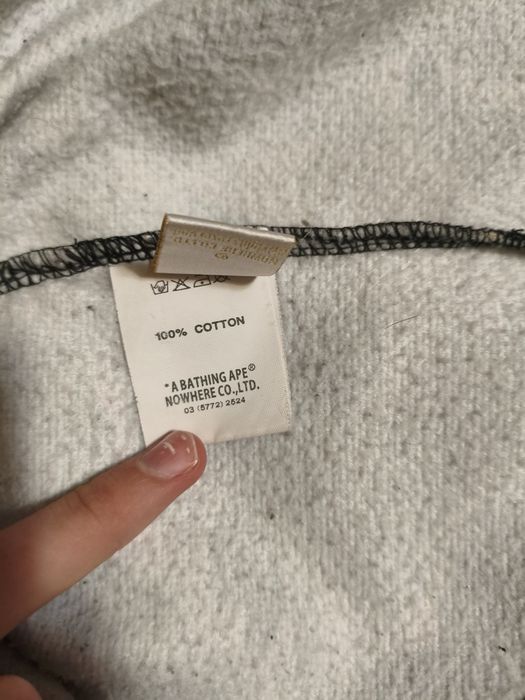 100% COTTON
*A BATHING APE®
NOWHERE CO.,LTD.
03 (5772) 2524